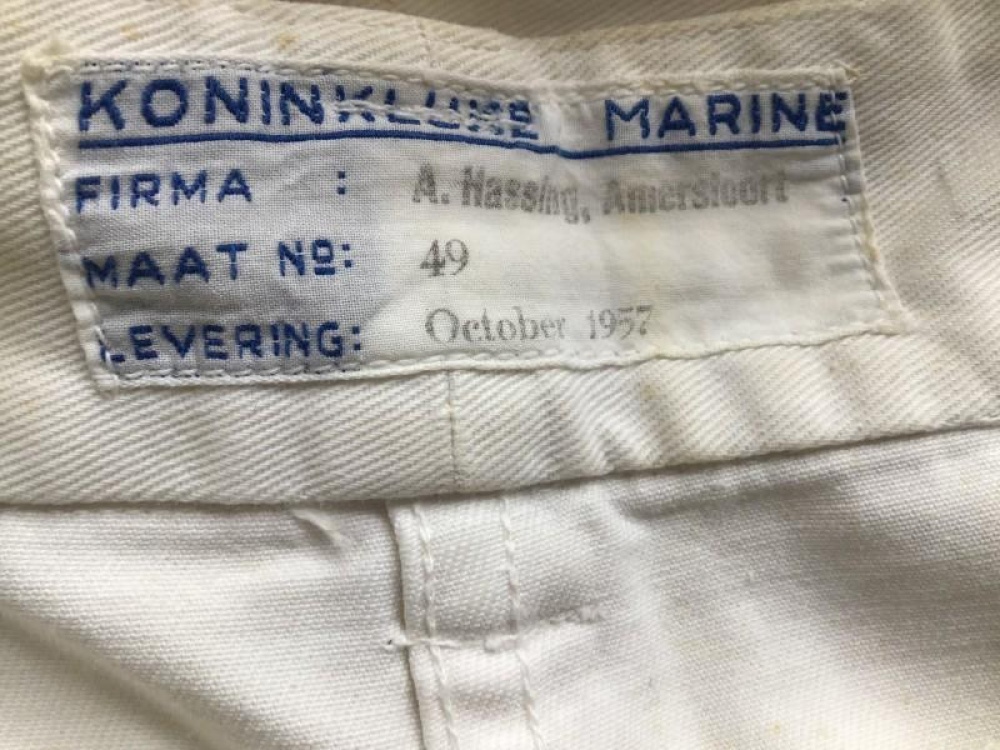 KONINKLIJKE MARINE
FIRMA : A. Hassing, Amersfoort
MAAT Nº: 49
LEVERING: October 1957